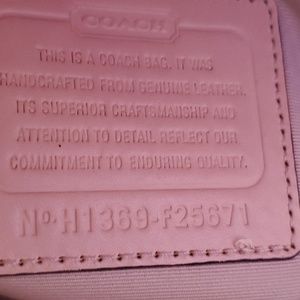 COACH
THIS IS A COACH BAG. IT WAS
HANDCRAFTED FROM GENUINE LEATHER.
ITS SUPERIOR CRAFTSMANSHIP AND
ATTENTION TO DETAIL REFLECT OUR
COMMITMENT TO ENDURING QUALITY.
Nº H1369-F25671